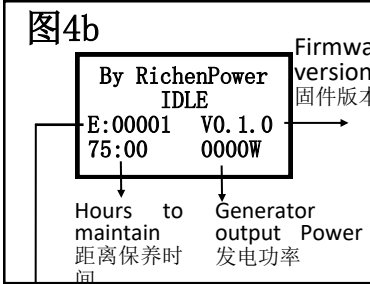 图4b
Firmwa
version
固件版本
By RichenPower
IDLE
E:00001 V0.1.0
75:00 0000W
Hours to
maintain
距离保养时
间
Generator
output Power
发电功率